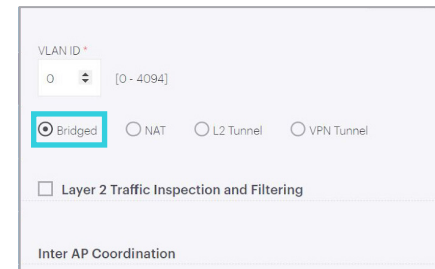 VLAN ID *
0 [0 - 4094]
Bridged NAT L2 Tunnel VPN Tunnel
Layer 2 Traffic Inspection and Filtering
Inter AP Coordination